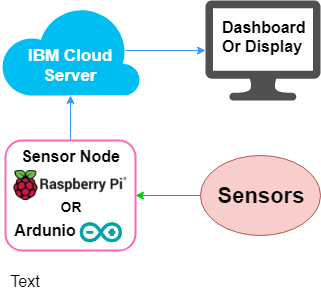 IBM Cloud
Server
Dashboard
Or Display
Sensor Node
Raspberry Pi®
OR
Ardunio
Sensors
Text